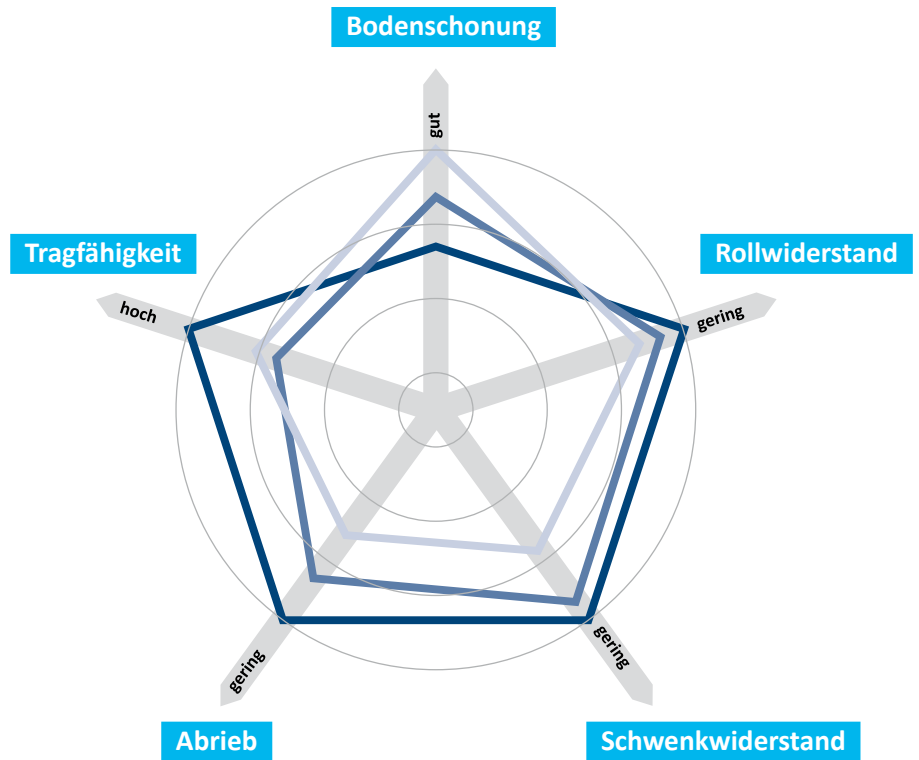 Bodenschonung
gut
Tragfähigkeit
Rollwiderstand
hoch
gering
gering
gering
Abrieb
Schwenkwiderstand